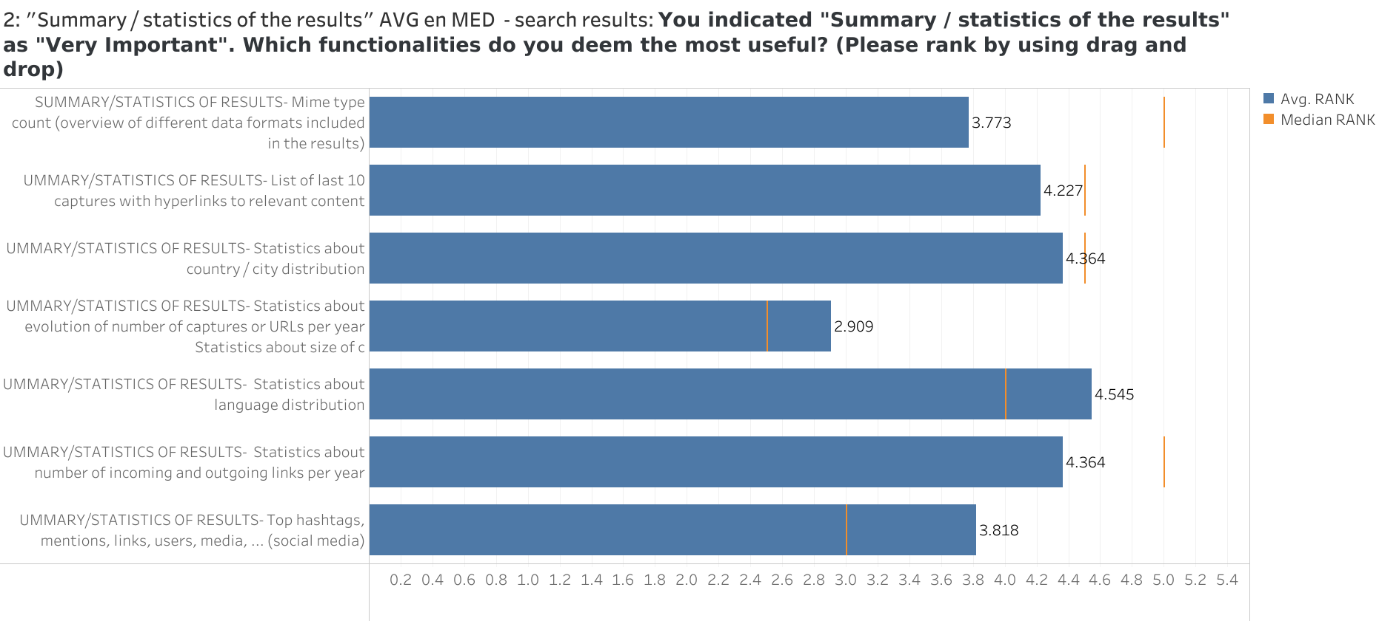 2: "Summary / statistics of the results" AVG en MED - search results: You indicated "Summary / statistics of the results"
as "Very Important". Which functionalities do you deem the most useful? (Please rank by using drag and
drop)
Avg. RANK
Median RANK
SUMMARY/STATISTICS OF RESULTS- Mime type
count (overview of different data formats included
in the results)
3.773
UMMARY/STATISTICS OF RESULTS- List of last 10
captures with hyperlinks to relevant content
4.227
UMMARY/STATISTICS OF RESULTS- Statistics about
country / city distribution
4.364
UMMARY/STATISTICS OF RESULTS- Statistics about
evolution of number of captures or URLs per year
Statistics about size of c
2.909
UMMARY/STATISTICS OF RESULTS-  Statistics about
language distribution
4.545
UMMARY/STATISTICS OF RESULTS-  Statistics about
number of incoming and outgoing links per year
4.364
UMMARY/STATISTICS OF RESULTS- Top hashtags,
mentions, links, users, media, ... (social media)
3.818
0.2 0.4 0.6 0.8 1.0 1.2 1.4 1.6 1.8 2.0 2.2 2.4 2.6 2.8 3.0 3.2 3.4 3.6 3.8 4.0 4.2 4.4 4.6 4.8 5.0 5.2 5.4